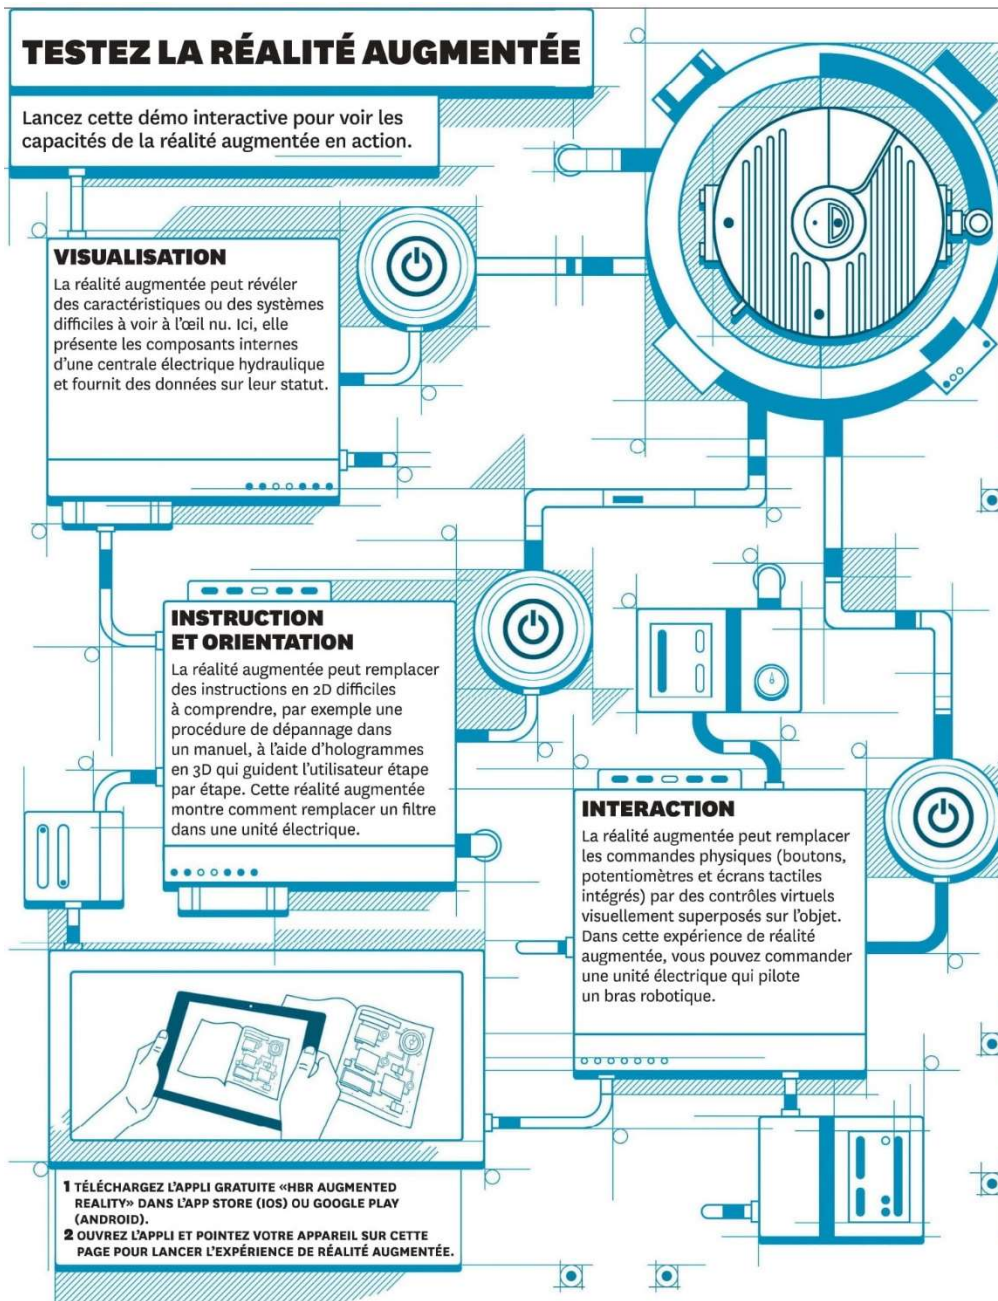 TESTEZ LA RÉALITÉ AUGMENTÉE
Lancez cette démo interactive pour voir les
capacités de la réalité augmentée en action.
VISUALISATION
La réalité augmentée peut révéler
des caractéristiques ou des systèmes
difficiles à voir à l’œil nu. Ici, elle
présente les composants internes
d’une centrale électrique hydraulique
et fournit des données sur leur statut.
INSTRUCTION
ET ORIENTATION
La réalité augmentée peut remplacer
des instructions en 2D difficiles
à comprendre, par exemple une
procédure de dépannage dans
un manuel, à l’aide d’hologrammes
en 3D qui guident l’utilisateur étape
par étape. Cette réalité augmentée
montre comment remplacer un filtre
dans une unité électrique.
INTERACTION
La réalité augmentée peut remplacer
les commandes physiques (boutons,
potentiomètres et écrans tactiles
intégrés) par des contrôles virtuels
visuellement superposés sur l’objet.
Dans cette expérience de réalité
augmentée, vous pouvez commander
une unité électrique qui pilote
un bras robotique.
1 TÉLÉCHARGEZ L’APPLI GRATUITE «HBR AUGMENTED
REALITY» DANS L’APP STORE (IOS) OU GOOGLE PLAY
(ANDROID).
2 OUVREZ L’APPLI ET POINTEZ VOTRE APPAREIL SUR CETTE
PAGE POUR LANCER L’EXPÉRIENCE DE RÉALITÉ AUGMENTÉE.